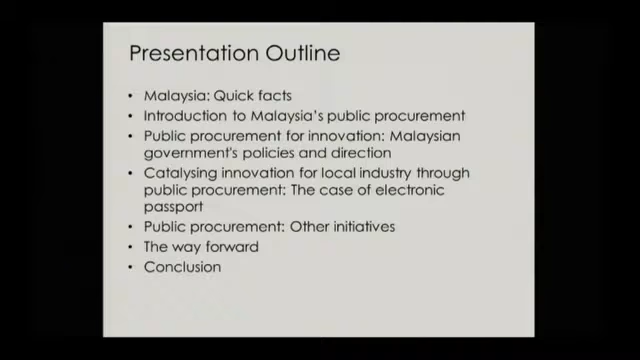 Presentation Outline
• Malaysia: Quick facts
• Introduction to Malaysia's public procurement
• Public procurement for innovation: Malaysian
government's policies and direction
• Catalysing innovation for local industry through
public procurement: The case of electronic
passport
• Public procurement: Other initiatives
• The way forward
• Conclusion